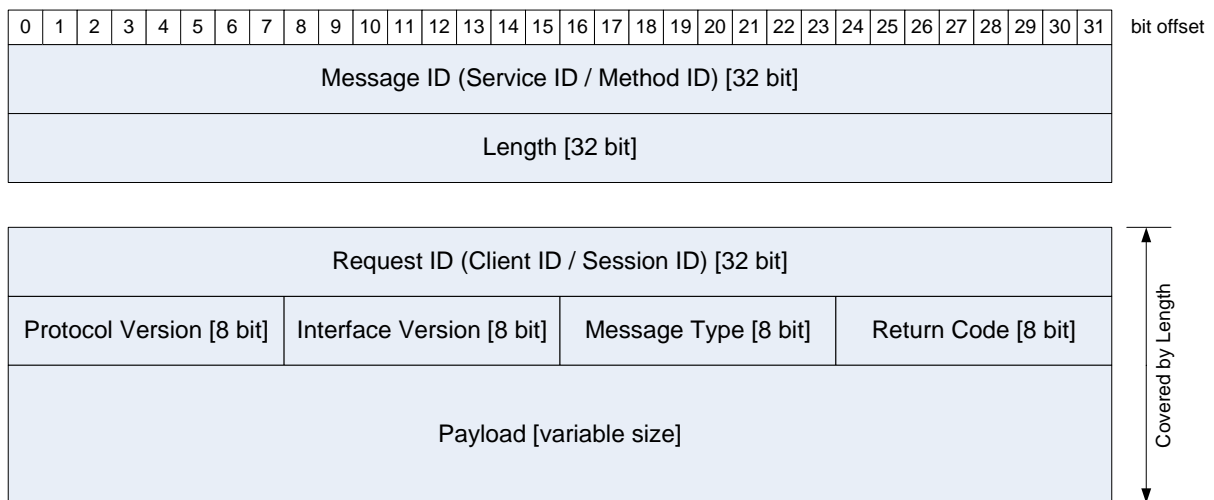 0 1 2 3 4 5 6 7 8 9 10 11 12 13 14 15 16 17 18 19 20 21 22 23 24 25 26 27 28 29 30 31 bit offset
Message ID (Service ID / Method ID) [32 bit]
Length [32 bit]
Request ID (Client ID / Session ID) [32 bit]
Protocol Version [8 bit] Interface Version [8 bit] Message Type [8 bit] Return Code [8 bit]
Payload [variable size]
Covered by Length